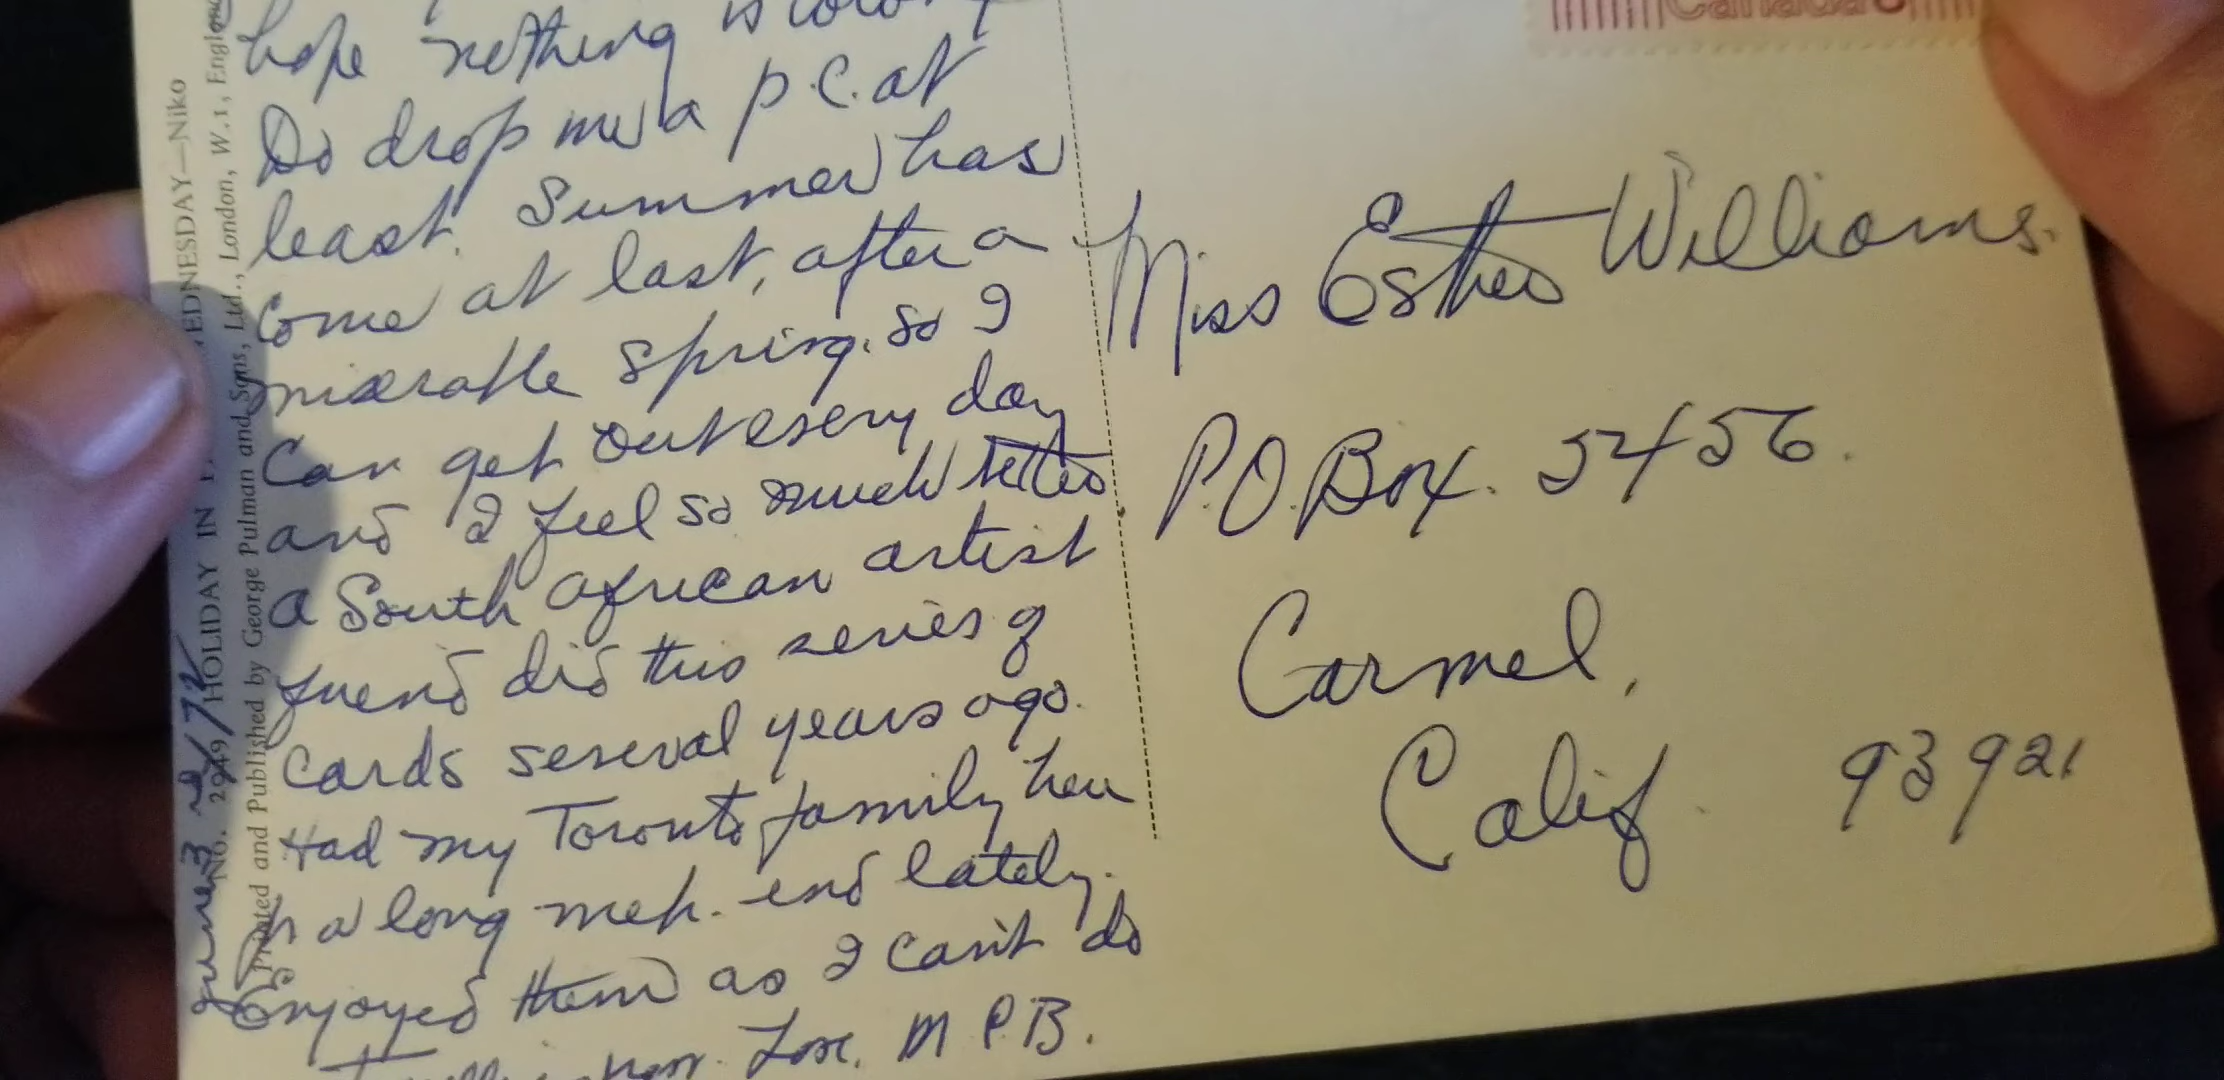 hope nothing is wrong
Do drop me a p.c. at
least. Summer has
come at last, after a
miserable spring, so I
can get out every day
and I feel so much better
a South african artist
friend did this series of
cards several years ago.
Had my Toronto family here
a long week-end lately.
Enjoyed them as I can't do
now. Love, M P.B.
Canada
Miss Esther Williams.
P.O. Box. 5456.
Carmel,
Calif. 93921
June 3 /72
No. 2949 HOLIDAY IN EDNESDAY—Niko
Printed and Published by George Pulman and Sons, Ltd., London, W.1, England